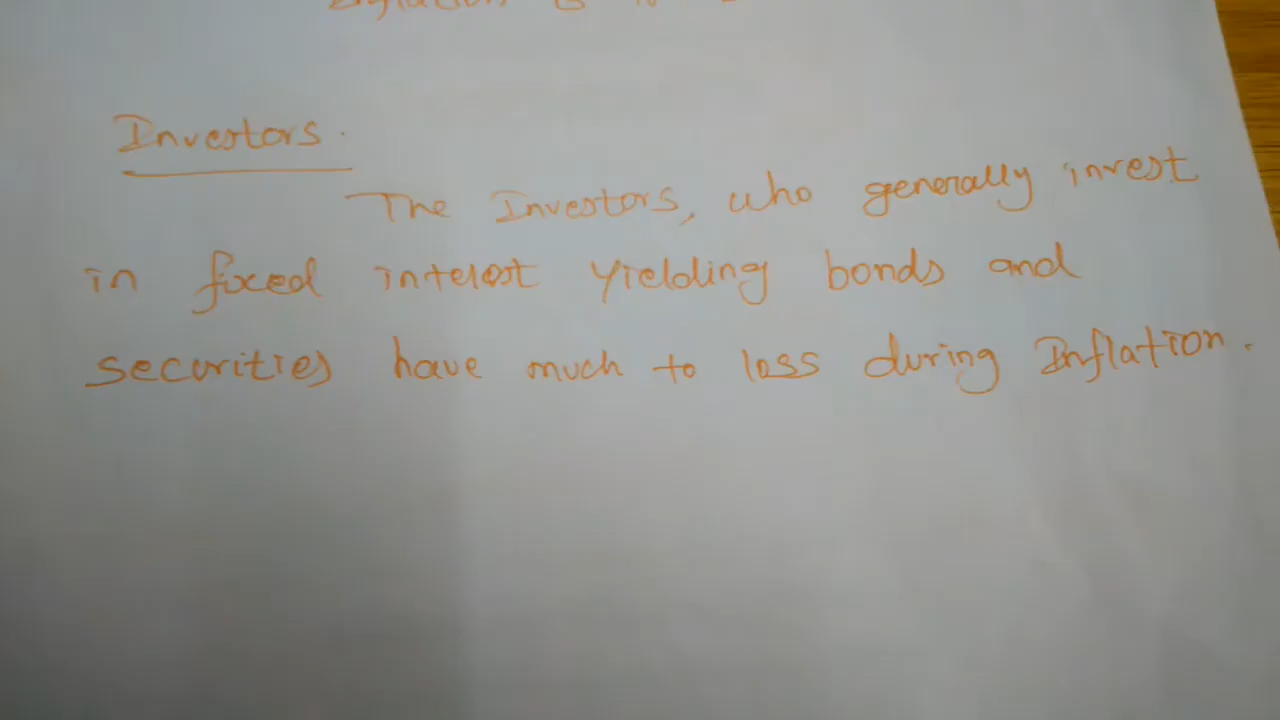 Investors.
The Investors, who generally invest
in fixed interest yielding bonds and
securities have much to loss during Inflation.